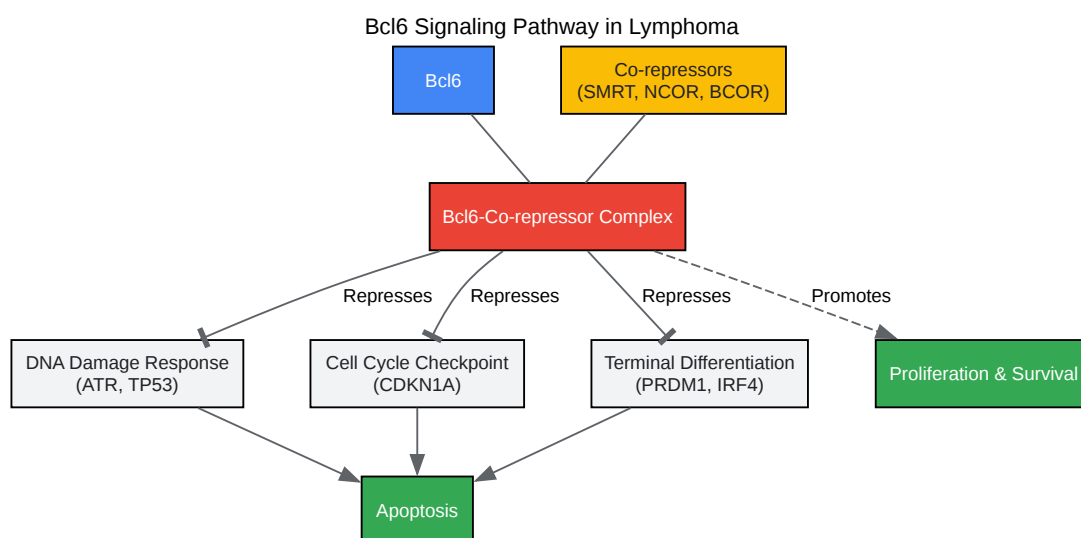 Bcl6 Signaling Pathway in Lymphoma
Bcl6
Co-repressors
(SMRT, NCOR, BCOR)
Bcl6-Co-repressor Complex
Represses
Represses
Represses
Promotes
DNA Damage Response
(ATR, TP53)
Cell Cycle Checkpoint
(CDKN1A)
Terminal Differentiation
(PRDM1, IRF4)
Proliferation & Survival
Apoptosis